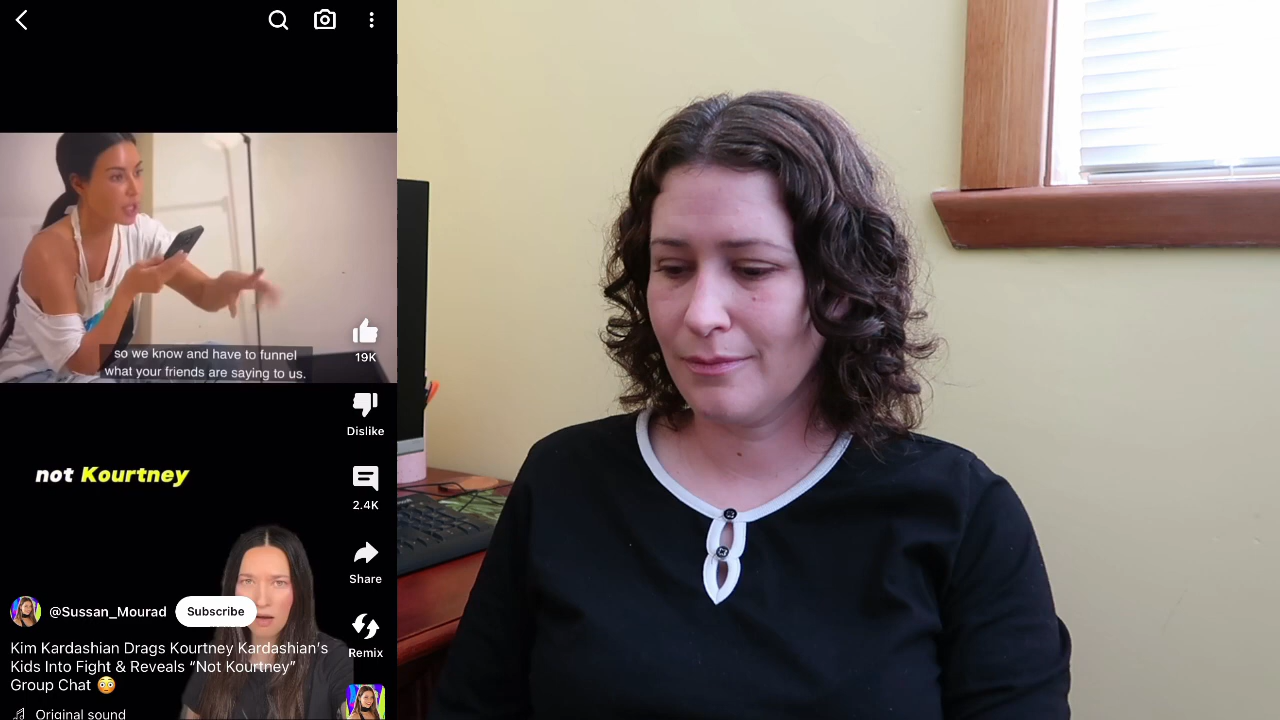 so we know and have to funnel
what your friends are saying to us.
19K
Dislike
not Kourtney
2.4K
Share
@Sussan_Mourad
Subscribe
Remix
Kim Kardashian Drags Kourtney Kardashian's
Kids Into Fight & Reveals “Not Kourtney”
Group Chat 😳
Original sound